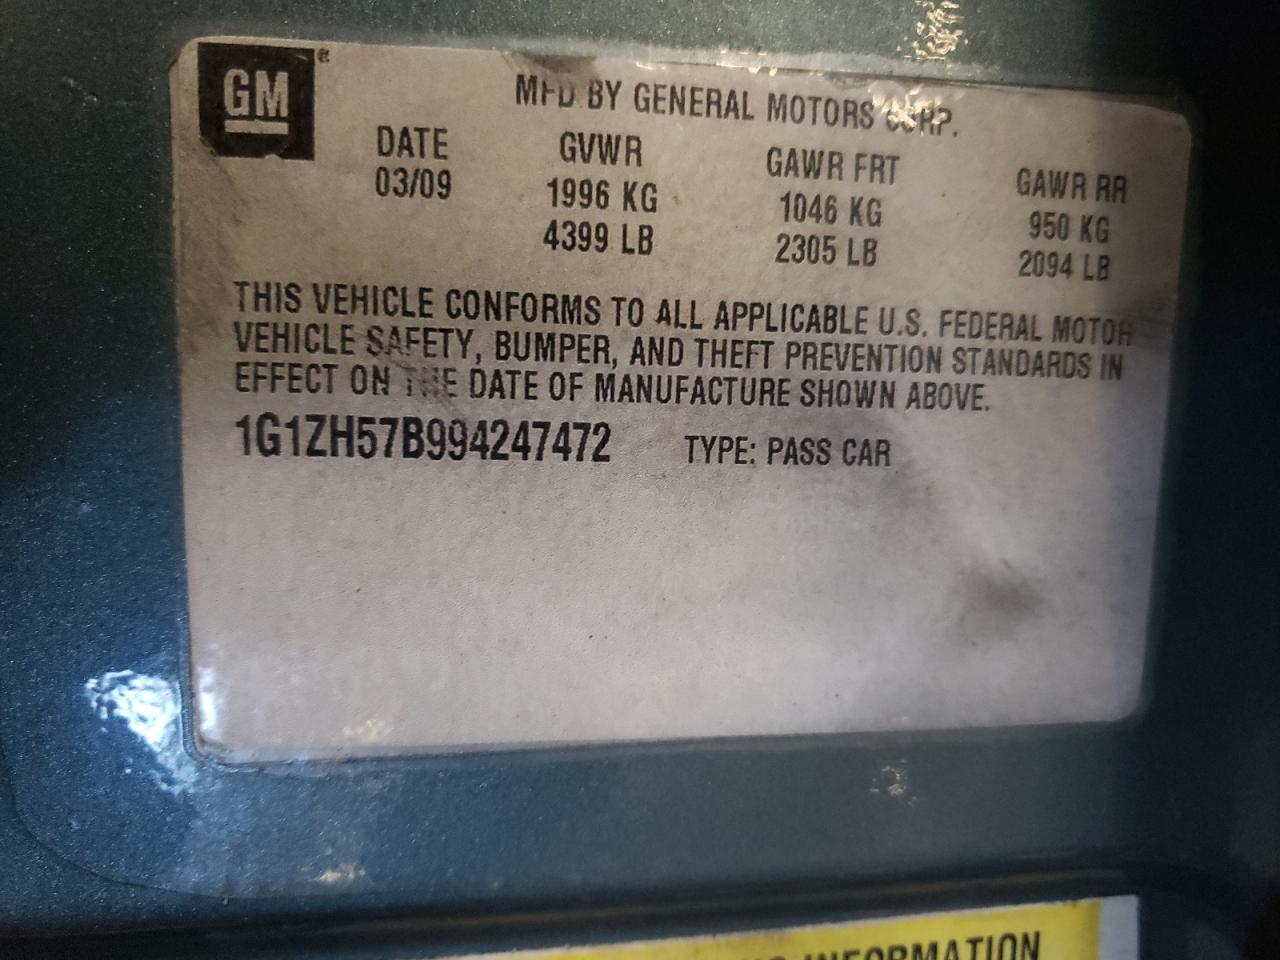 GM®
MFD BY GENERAL MOTORS CORP.
DATE GVWR GAWR FRT GAWR RR
03/09 1996 KG 1046 KG 950 KG
4399 LB 2305 LB 2094 LB
THIS VEHICLE CONFORMS TO ALL APPLICABLE U.S. FEDERAL MOTOR
VEHICLE SAFETY, BUMPER, AND THEFT PREVENTION STANDARDS IN
EFFECT ON THE DATE OF MANUFACTURE SHOWN ABOVE.
1G1ZH57B994247472 TYPE: PASS CAR
INFORMATION